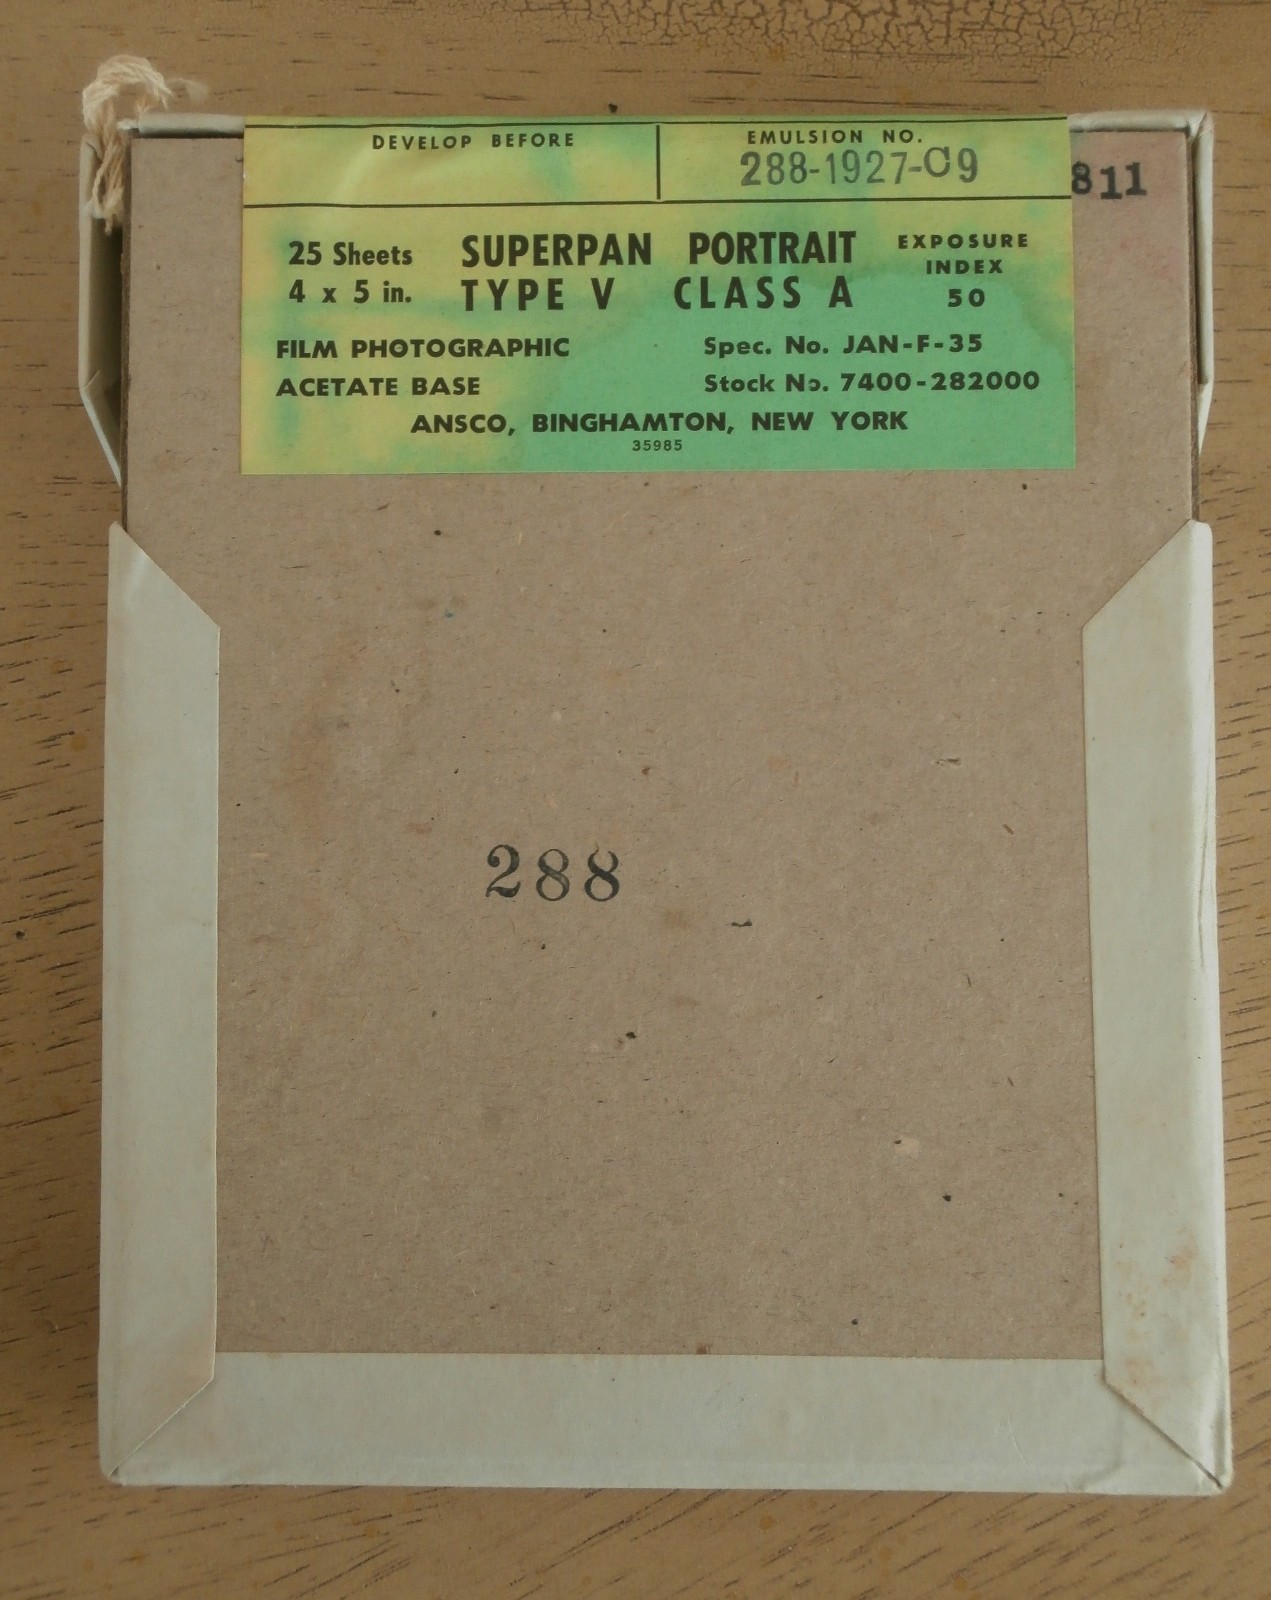 DEVELOP BEFORE
EMULSION NO.
288-1927-C9
811
25 Sheets
4 x 5 in.
SUPERPAN PORTRAIT
TYPE V CLASS A
EXPOSURE
INDEX
50
FILM PHOTOGRAPHIC
ACETATE BASE
Spec. No. JAN-F-35
Stock No. 7400-282000
ANSCO, BINGHAMTON, NEW YORK
35985
288